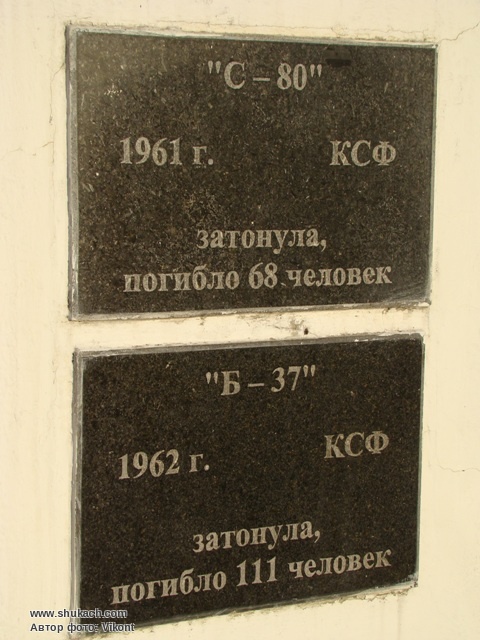 "С – 80"
1961 г. КСФ
затонула,
погибло 68 человек
"Б – 37"
1962 г. КСФ
затонула,
погибло 111 человек
www.shukach.com
Автор фото: Vikont